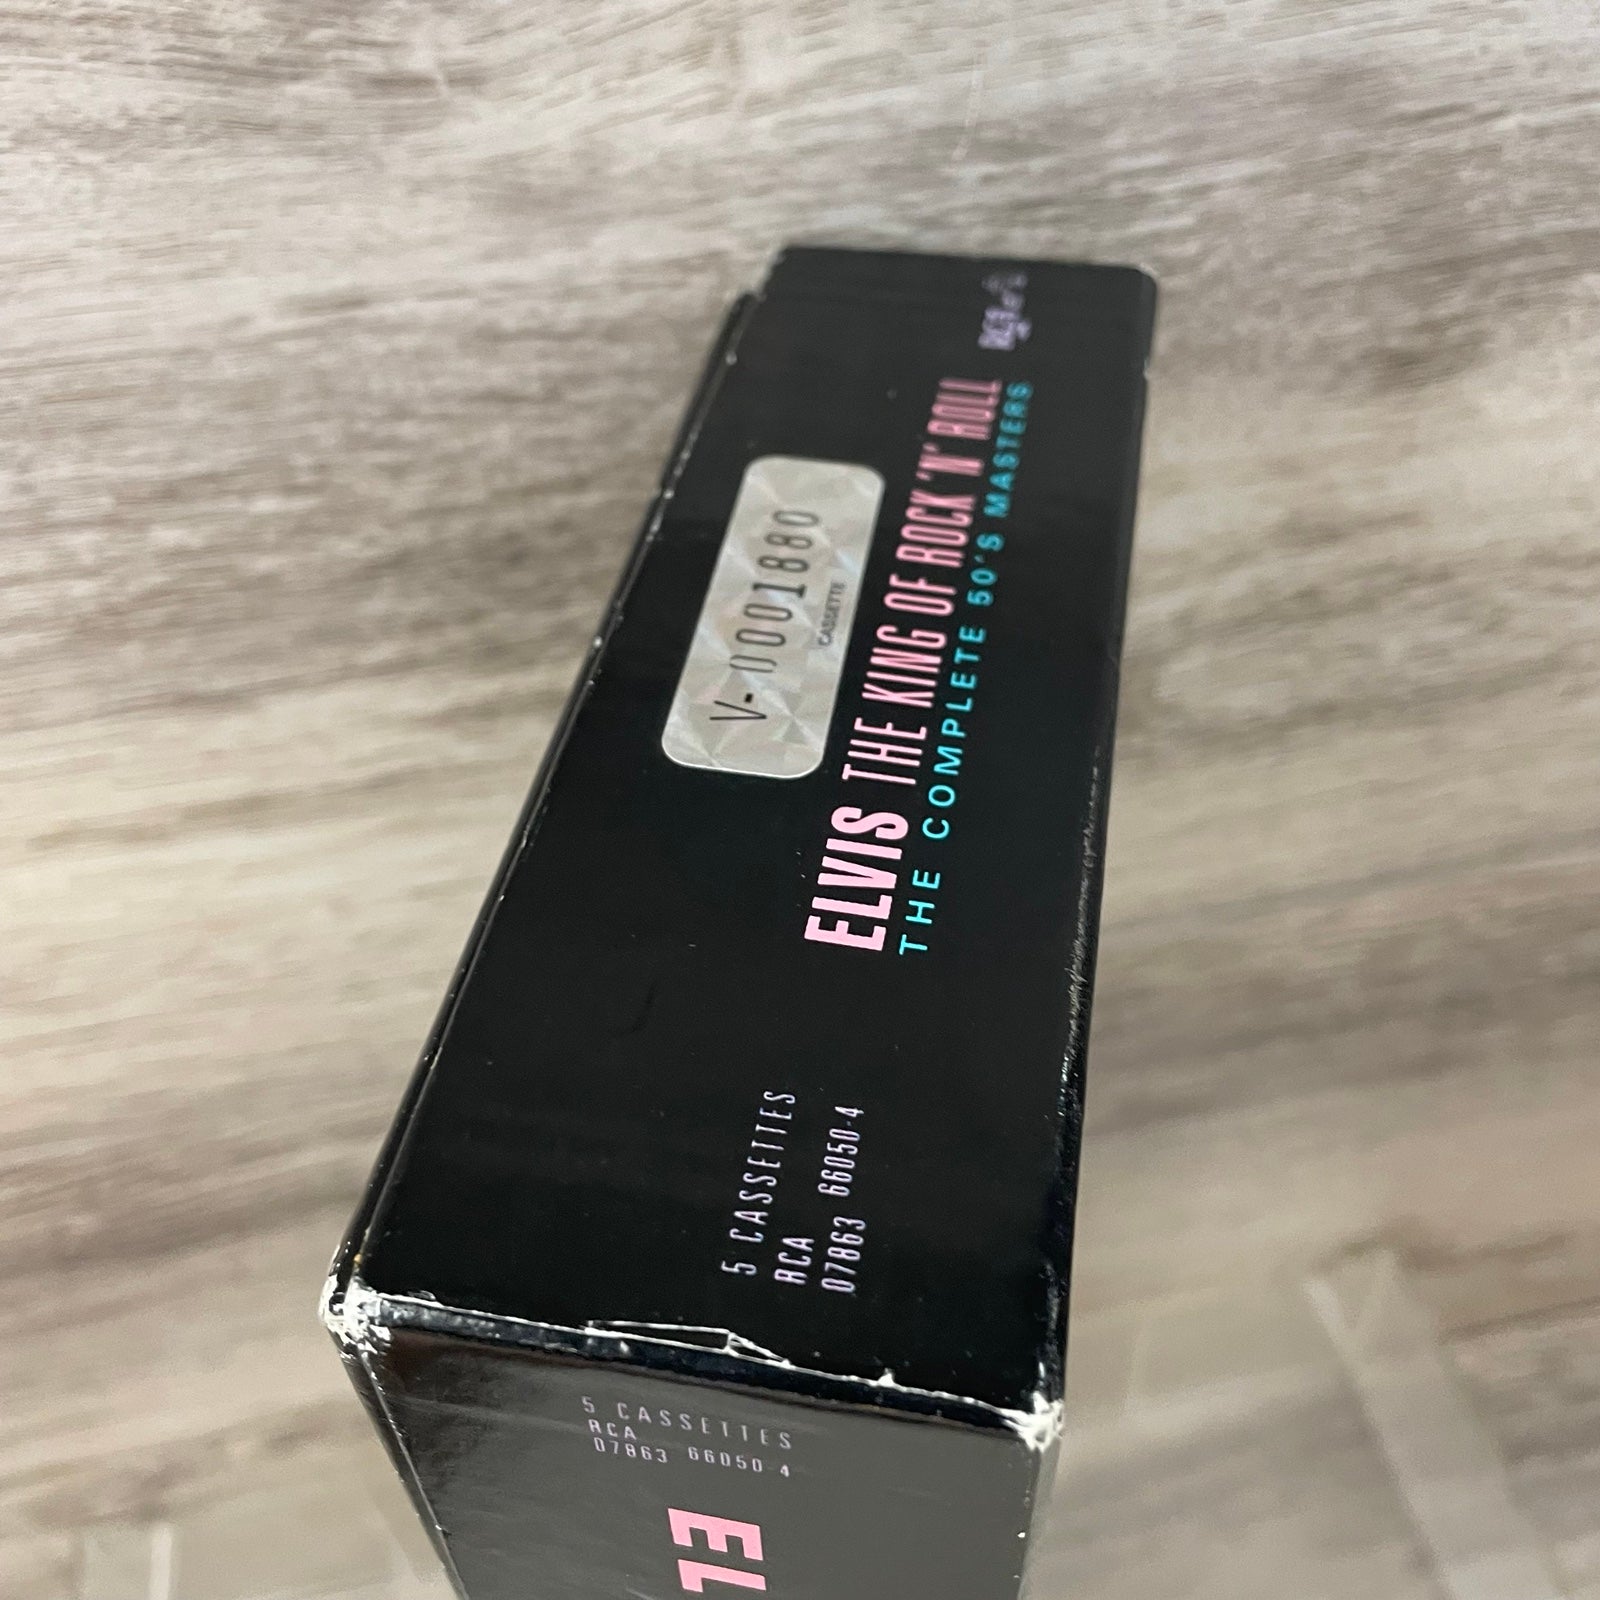 V-0001880
CASSETTE
ELVIS THE KING OF ROCK 'N' ROLL
THE COMPLETE 50'S MASTERS
5 CASSETTES
RCA
07863 66050-4
5 CASSETTES
RCA
07863 66050-4
EL